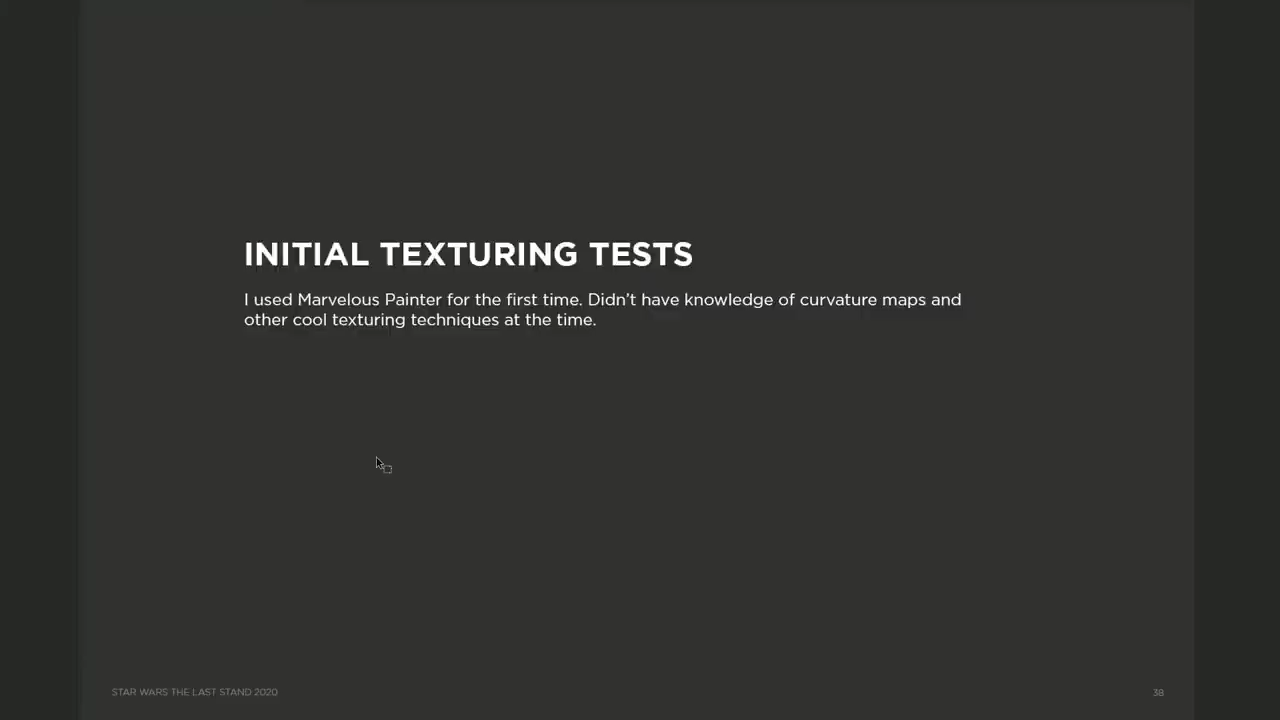 INITIAL TEXTURING TESTS
I used Marvelous Painter for the first time. Didn’t have knowledge of curvature maps and
other cool texturing techniques at the time.
STAR WARS THE LAST STAND 2020
38